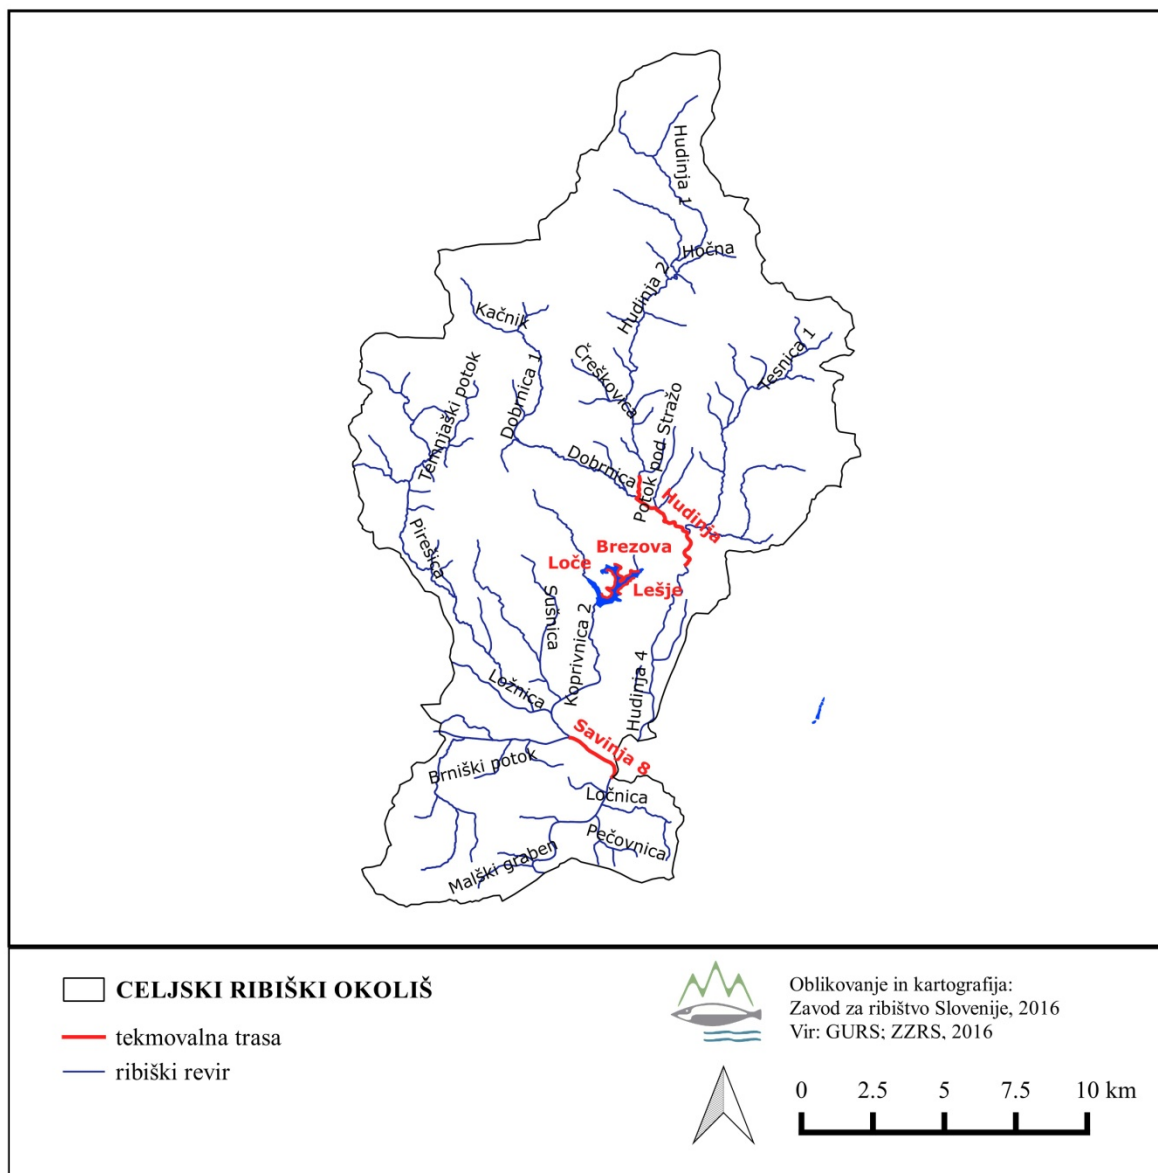 Hudinja 1
Hočna
Hudinja 2
Kačnik
Tesnica 1
Čreškovica
Temnjaški potok
Dobrnica 1
Potok pod Stražo
Dobrnica
Hudinja
Pirešica
Brezova
Loče
Lešje
Sušnica
Koprivnica 2
Hudinja 4
Ložnica
Savinja 8
Brniški potok
Ločnica
Pečovnica
Malški graben
CELJSKI RIBIŠKI OKOLIŠ
tekmovalna trasa
ribiški revir
Oblikovanje in kartografija:
Zavod za ribištvo Slovenije, 2016
Vir: GURS; ZZRS, 2016
0 2.5 5 7.5 10 km